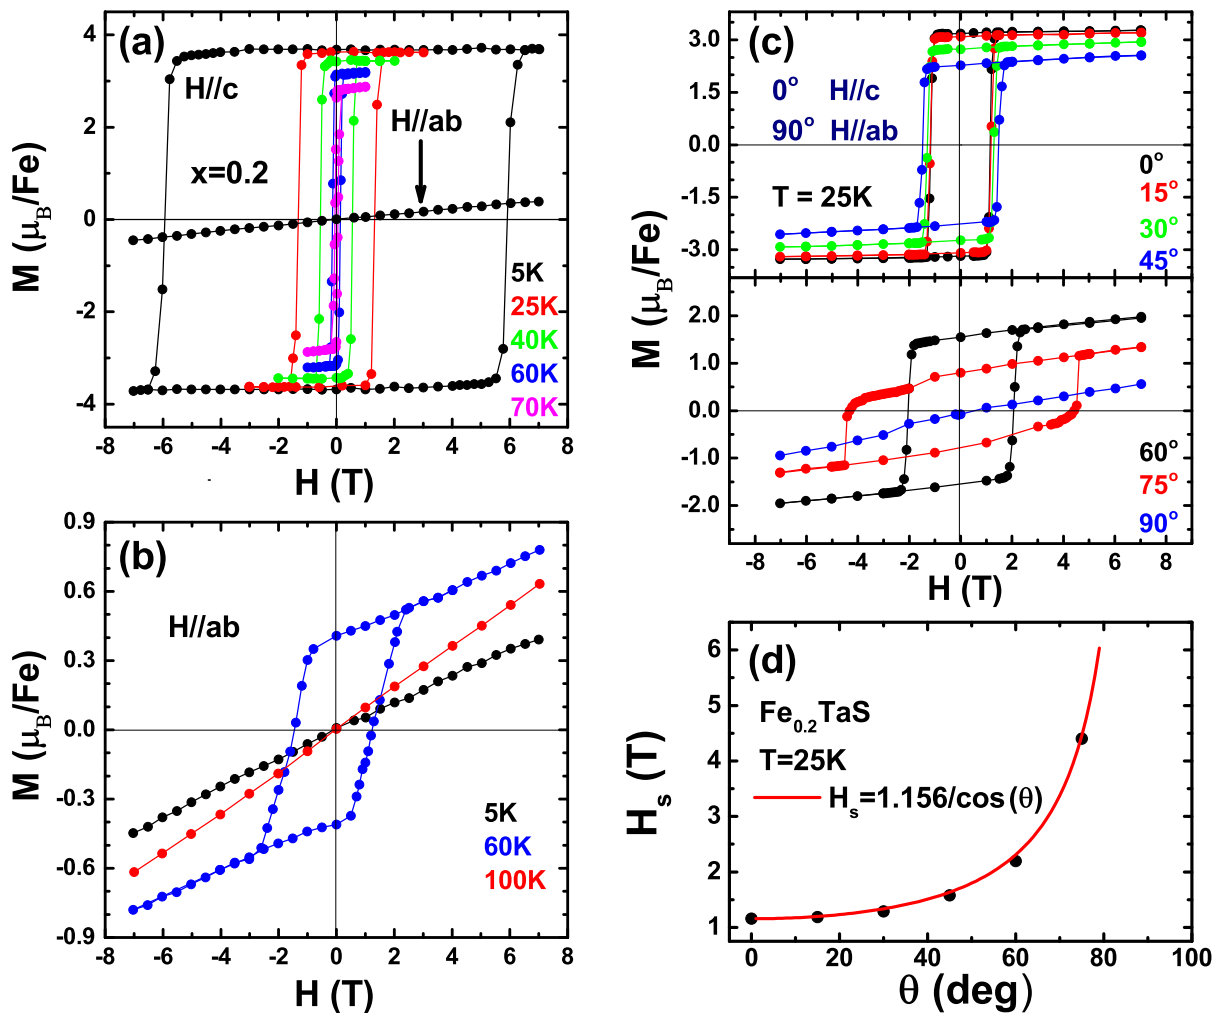 (a)
H//c
H//ab
x=0.2
5K
25K
40K
60K
70K
4
2
0
-2
-4
M (μB/Fe)
-8 -6 -4 -2 0 2 4 6 8
H (T)
(b)
H//ab
5K
60K
100K
0.9
0.6
0.3
0.0
-0.3
-0.6
-0.9
M (μB/Fe)
-8 -6 -4 -2 0 2 4 6 8
H (T)
(c)
0° H//c
90° H//ab
T = 25K
0°
15°
30°
45°
3.0
1.5
0.0
-1.5
-3.0
M (μB/Fe)
2.0
1.0
0.0
-1.0
-2.0
60°
75°
90°
-8 -6 -4 -2 0 2 4 6 8
H (T)
(d)
Fe0.2TaS
T=25K
Hs=1.156/cos(θ)
6
5
4
3
2
1
Hs (T)
0 20 40 60 80 100
θ (deg)